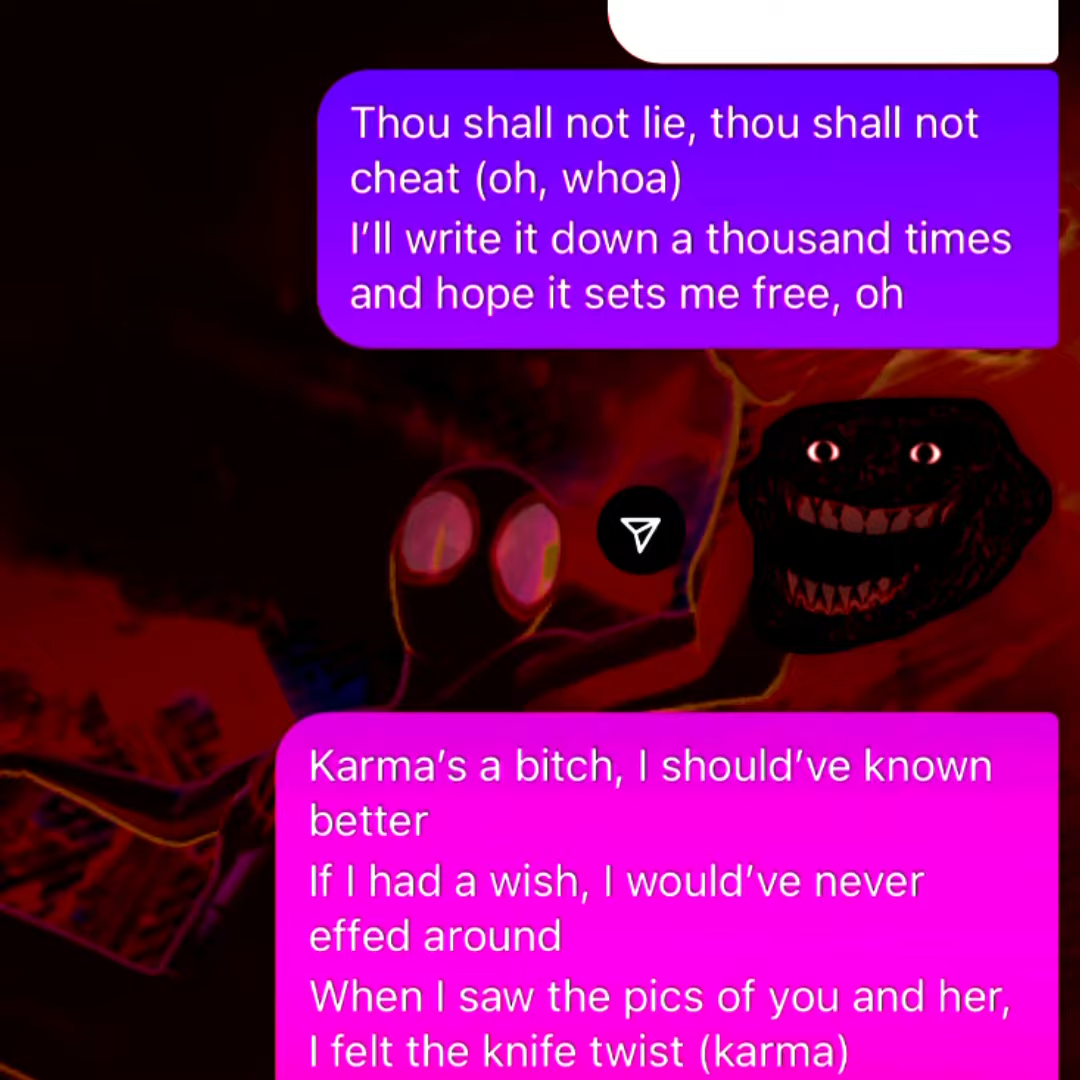 Thou shall not lie, thou shall not
cheat (oh, whoa)
I’ll write it down a thousand times
and hope it sets me free, oh
Karma’s a bitch, I should’ve known
better
If I had a wish, I would’ve never
effed around
When I saw the pics of you and her,
I felt the knife twist (karma)